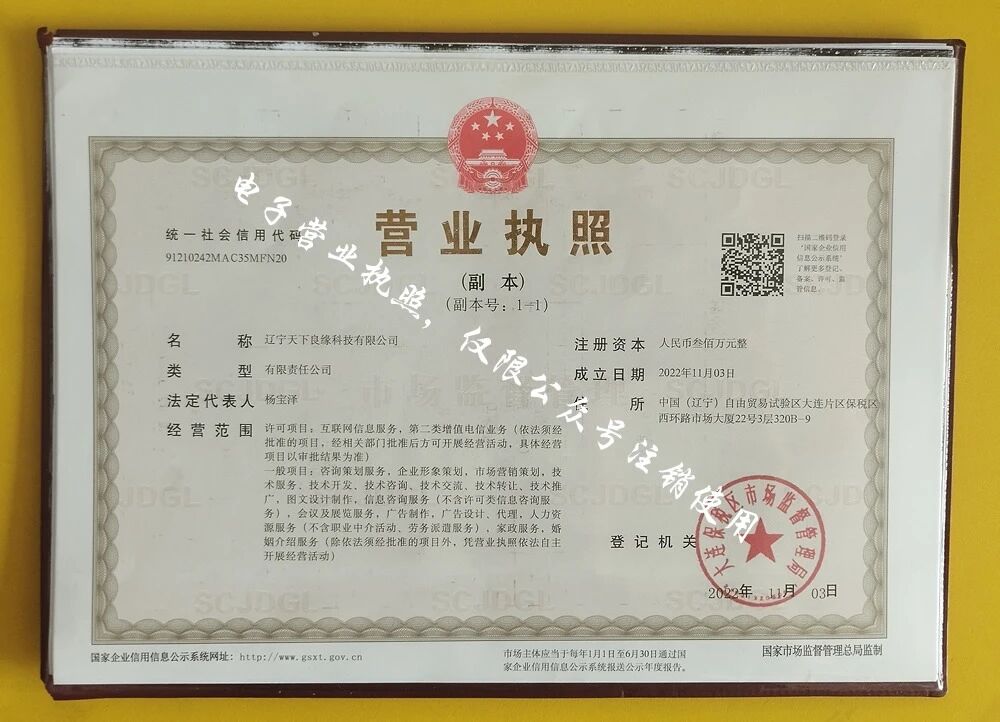 营业执照
(副 本)
(副本号：1-1)
统一社会信用代码
91210242MAC35MFN20
扫描二维码登录
"国家企业信用
信息公示系统"
了解更多登记、
备案、许可、监
管信息。
名 称 辽宁天下良缘科技有限公司
类 型 有限责任公司
法定代表人 杨宝泽
经营范围 许可项目：互联网信息服务，第二类增值电信业务（依法须经
批准的项目，经相关部门批准后方可开展经营活动，具体经营
项目以审批结果为准）
一般项目：咨询策划服务，企业形象策划，市场营销策划，技
术服务、技术开发、技术咨询、技术交流、技术转让、技术推
广，图文设计制作，信息咨询服务（不含许可类信息咨询服
务），会议及展览服务，广告制作，广告设计、代理，人力资
源服务（不含职业中介活动、劳务派遣服务），家政服务，婚
姻介绍服务（除依法须经批准的项目外，凭营业执照依法自主
开展经营活动）
注册资本 人民币叁佰万元整
成立日期 2022年11月03日
住 所 中国（辽宁）自由贸易试验区大连片区保税区
西环路市场大厦22号3层320B-9
登记机关
大连保税区市场监督管理局
2022年 11月 03日
电子营业执照，仅限公众号注销使用
国家企业信用信息公示系统网址：http://www.gsxt.gov.cn
市场主体应当于每年1月1日至6月30日通过国
家企业信用信息公示系统报送公示年度报告。
国家市场监督管理总局监制